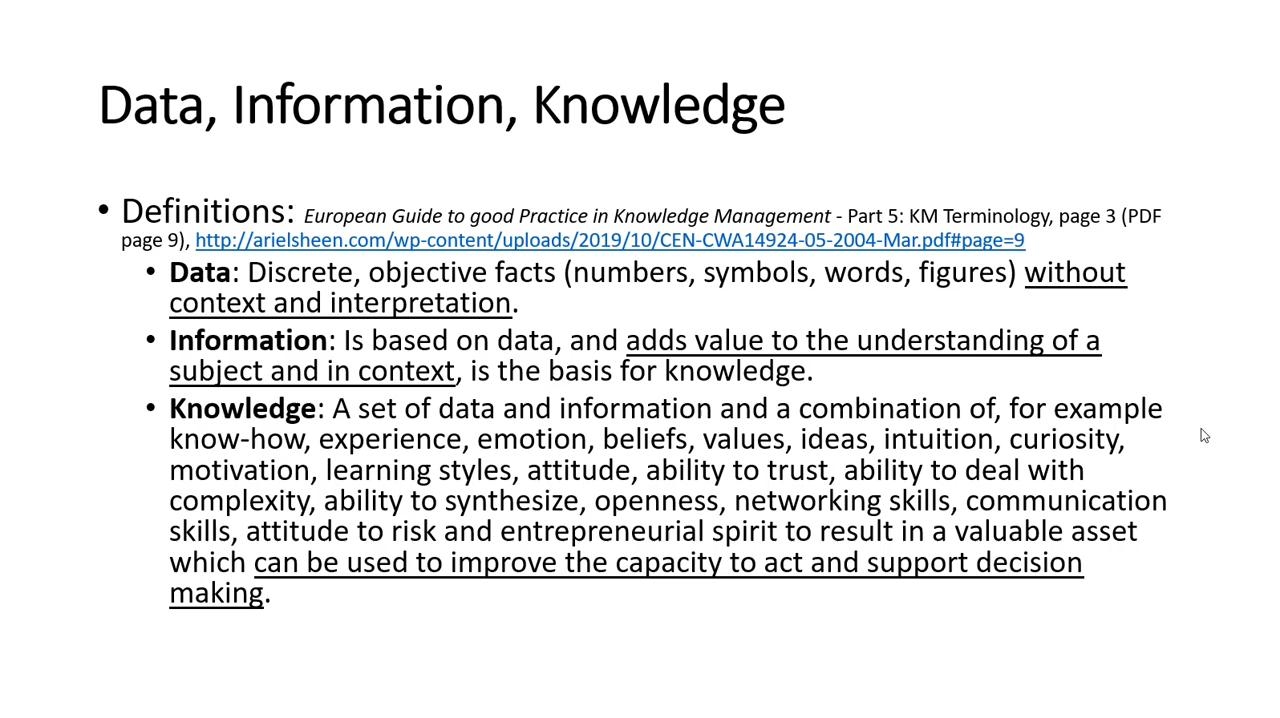 Data, Information, Knowledge
• Definitions: European Guide to good Practice in Knowledge Management - Part 5: KM Terminology, page 3 (PDF
page 9), http://arielsheen.com/wp-content/uploads/2019/10/CEN-CWA14924-05-2004-Mar.pdf#page=9
• Data: Discrete, objective facts (numbers, symbols, words, figures) without
context and interpretation.
• Information: Is based on data, and adds value to the understanding of a
subject and in context, is the basis for knowledge.
• Knowledge: A set of data and information and a combination of, for example
know-how, experience, emotion, beliefs, values, ideas, intuition, curiosity,
motivation, learning styles, attitude, ability to trust, ability to deal with
complexity, ability to synthesize, openness, networking skills, communication
skills, attitude to risk and entrepreneurial spirit to result in a valuable asset
which can be used to improve the capacity to act and support decision
making.